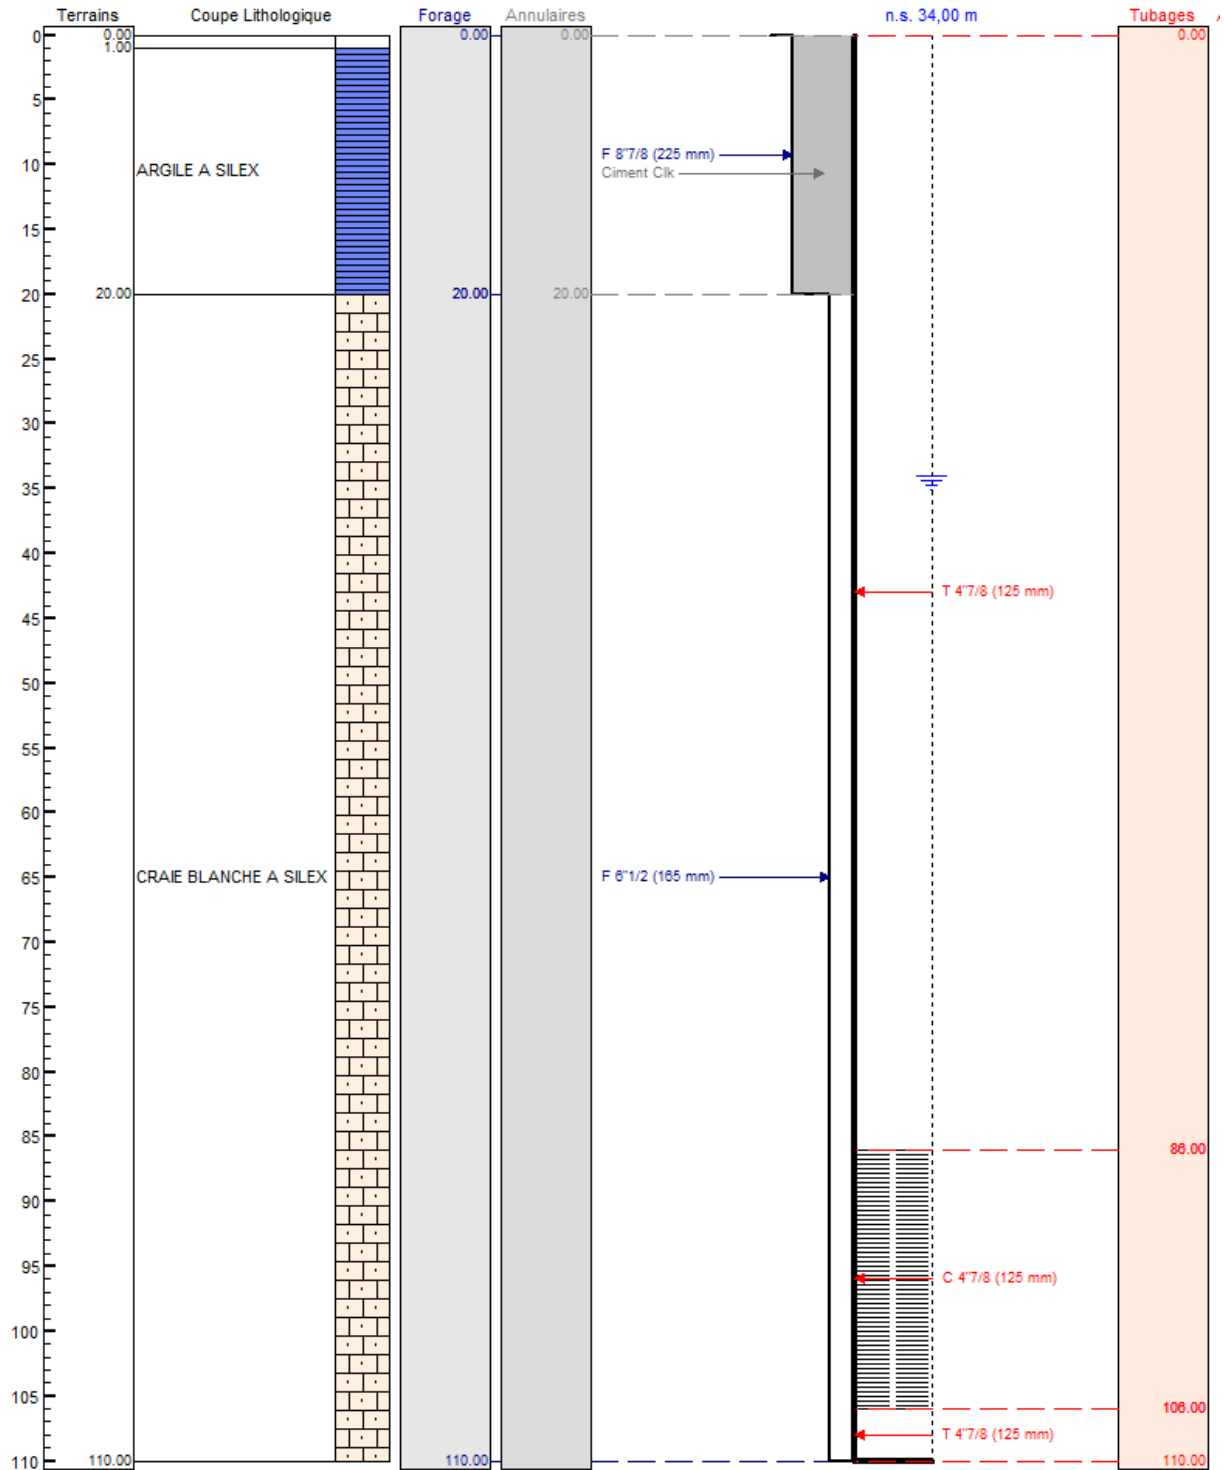 Terrains Coupe Lithologique Forage Annulaires n.s. 34,00 m Tubages
0 0.00 0.00 0.00 0.00
1.00
5
F 8"7/8 (225 mm)
10 ARGILE A SILEX Ciment Clk
15
20 20.00 20.00 20.00
25
30
35
40
T 4"7/8 (125 mm)
45
50
55
60
65 CRAIE BLANCHE A SILEX F 6"1/2 (165 mm)
70
75
80
85
86.00
90
95
C 4"7/8 (125 mm)
100
105
106.00
T 4"7/8 (125 mm)
110 110.00 110.00 110.00